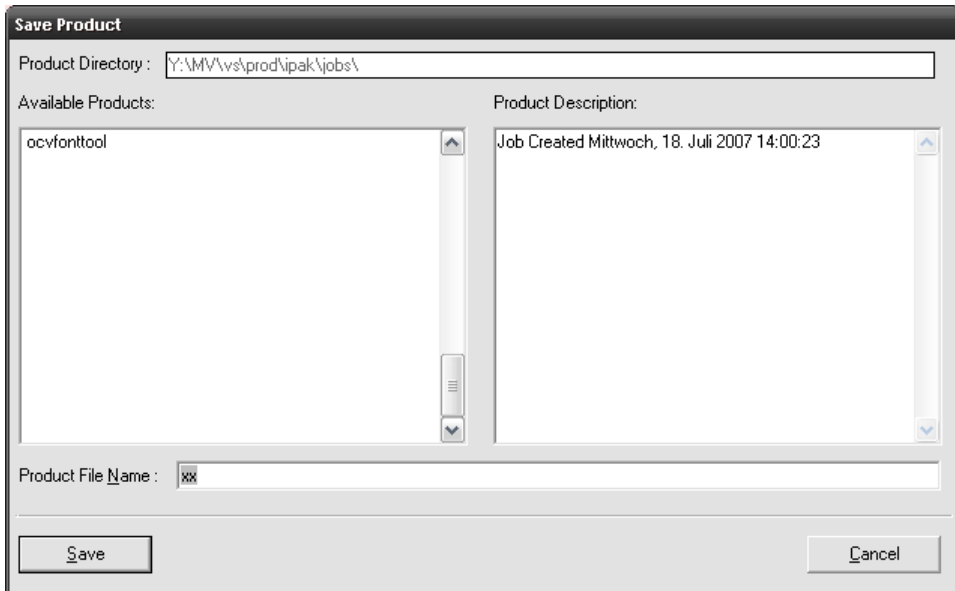 Save Product
Product Directory : Y:\MV\vs\prod\ipak\jobs\
Available Products: Product Description:
ocvfonttool Job Created Mittwoch, 18. Juli 2007 14:00:23
Product File Name : xx
Save Cancel